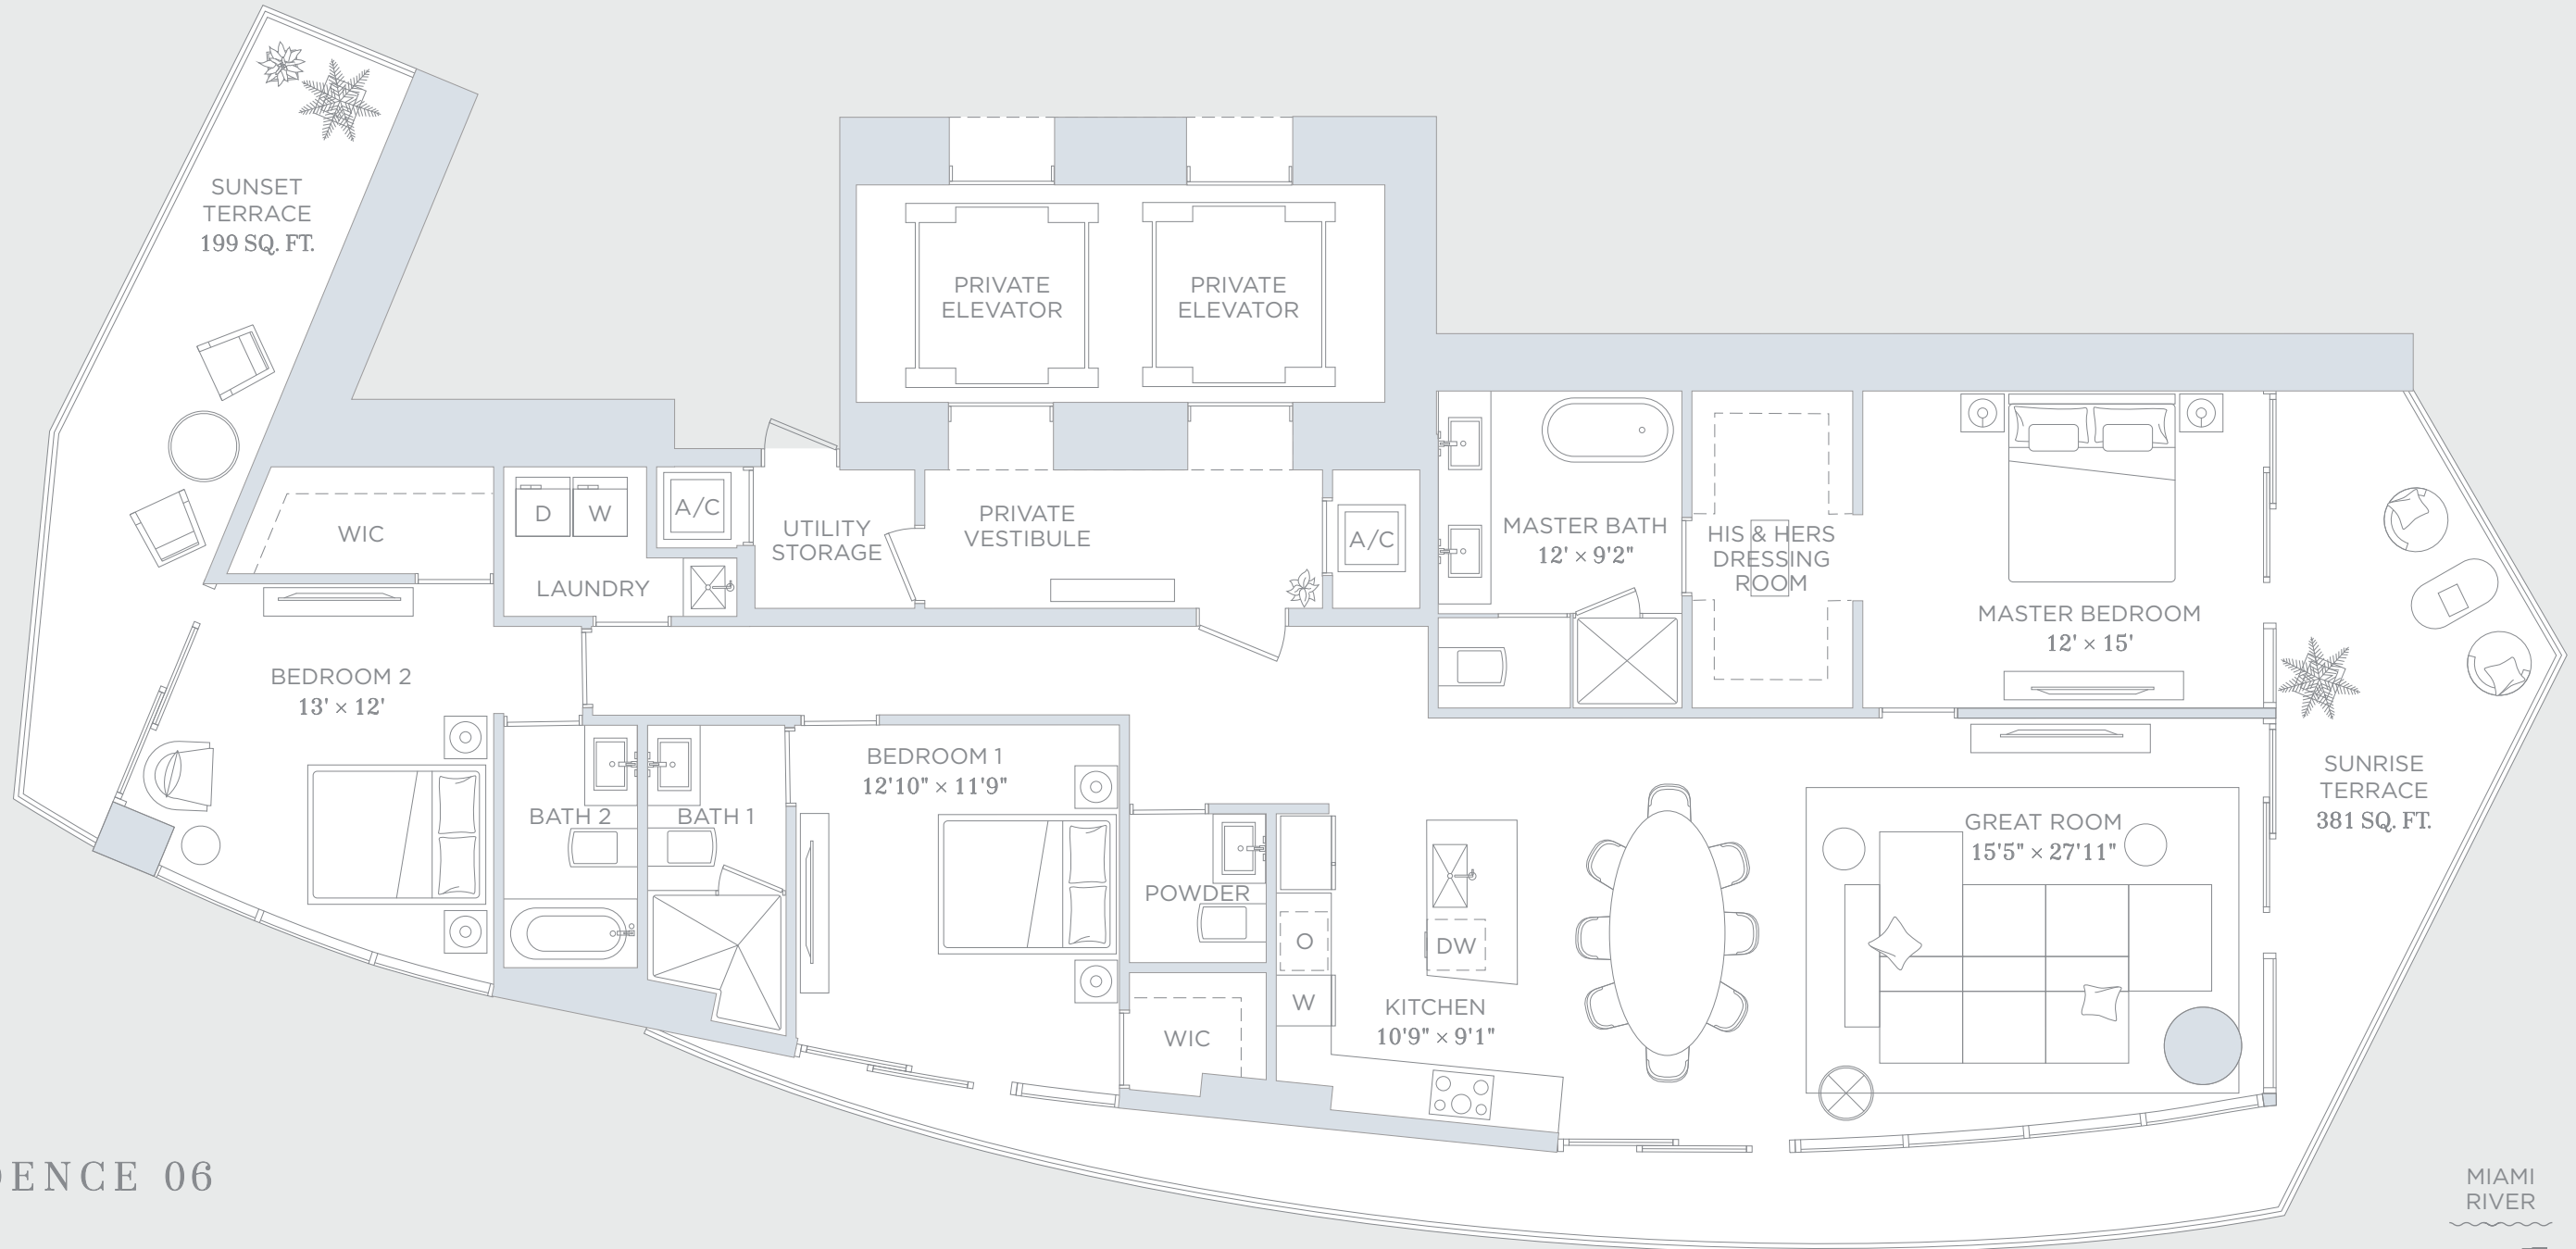 SUNSET
TERRACE
199 SQ. FT.
PRIVATE
ELEVATOR
PRIVATE
ELEVATOR
WIC
D
W
LAUNDRY
A/C
UTILITY
STORAGE
PRIVATE
VESTIBULE
A/C
MASTER BATH
12' × 9'2"
HIS & HERS
DRESSING
ROOM
MASTER BEDROOM
12' × 15'
BEDROOM 2
13' × 12'
BATH 2
BATH 1
BEDROOM 1
12'10" × 11'9"
POWDER
WIC
O
W
DW
KITCHEN
10'9" × 9'1"
GREAT ROOM
15'5" × 27'11"
SUNRISE
TERRACE
381 SQ. FT.
DENCE 06
MIAMI
RIVER